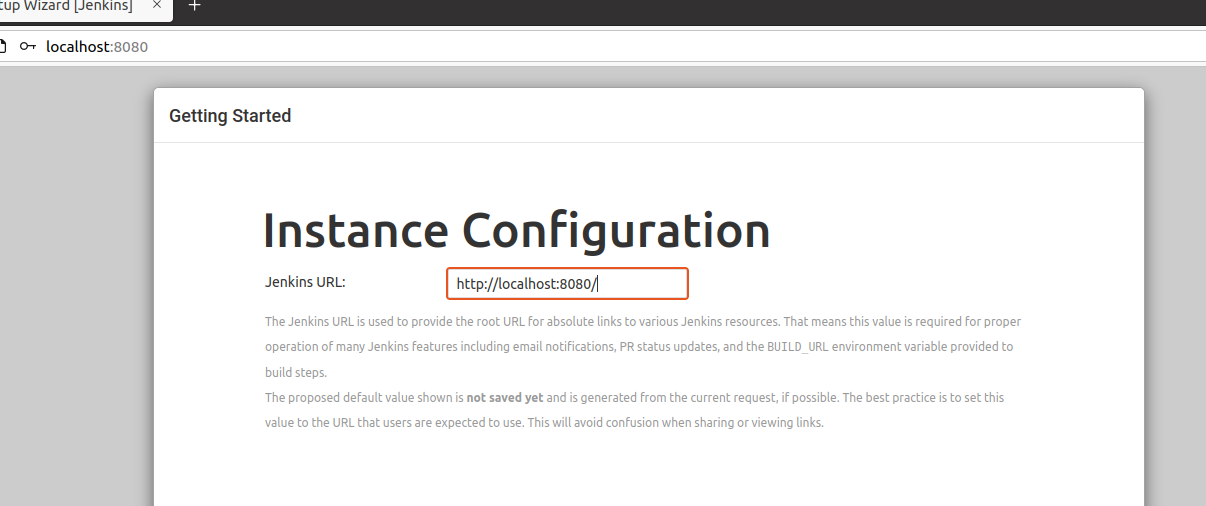 tup Wizard [Jenkins] × +
localhost:8080
Getting Started
Instance Configuration
Jenkins URL: http://localhost:8080/
The Jenkins URL is used to provide the root URL for absolute links to various Jenkins resources. That means this value is required for proper
operation of many Jenkins features including email notifications, PR status updates, and the BUILD_URL environment variable provided to
build steps.
The proposed default value shown is not saved yet and is generated from the current request, if possible. The best practice is to set this
value to the URL that users are expected to use. This will avoid confusion when sharing or viewing links.